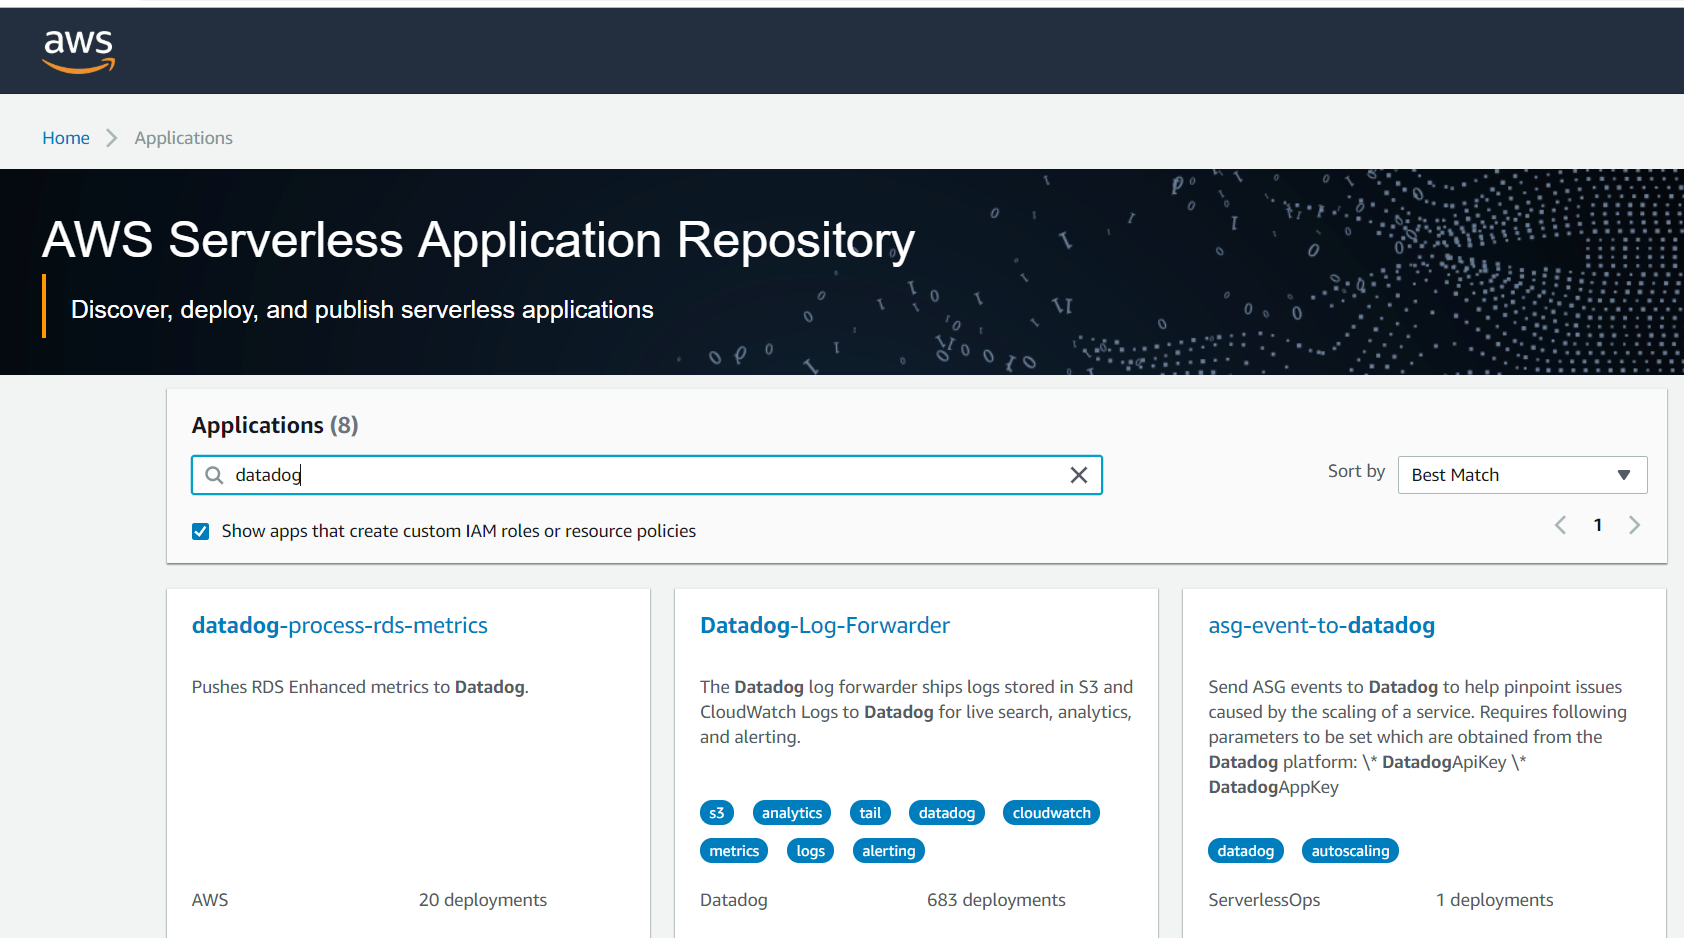 aws
Home Applications
AWS Serverless Application Repository
Discover, deploy, and publish serverless applications
Applications (8)
datadog
Sort by Best Match
Show apps that create custom IAM roles or resource policies
1
datadog-process-rds-metrics
Pushes RDS Enhanced metrics to Datadog.
AWS 20 deployments
Datadog-Log-Forwarder
The Datadog log forwarder ships logs stored in S3 and
CloudWatch Logs to Datadog for live search, analytics,
and alerting.
s3 analytics tail datadog cloudwatch
metrics logs alerting
Datadog 683 deployments
asg-event-to-datadog
Send ASG events to Datadog to help pinpoint issues
caused by the scaling of a service. Requires following
parameters to be set which are obtained from the
Datadog platform: \* DatadogApiKey \*
DatadogAppKey
datadog autoscaling
ServerlessOps 1 deployments